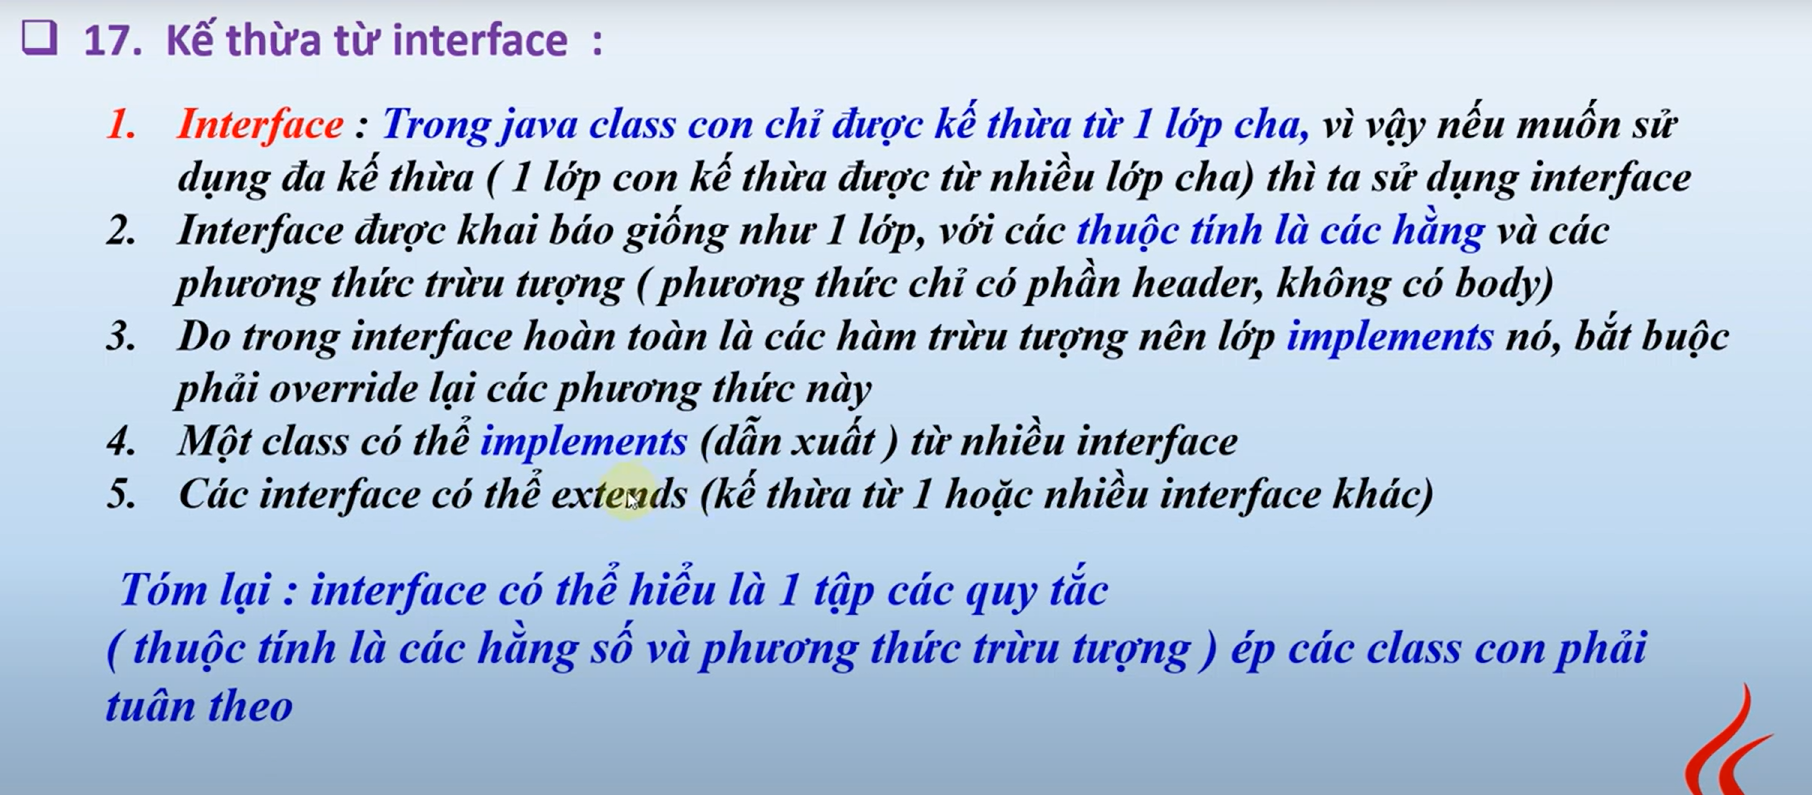 ❑ 17. Kế thừa từ interface :
1. Interface : Trong java class con chỉ được kế thừa từ 1 lớp cha, vì vậy nếu muốn sử
dụng đa kế thừa ( 1 lớp con kế thừa được từ nhiều lớp cha) thì ta sử dụng interface
2. Interface được khai báo giống như 1 lớp, với các thuộc tính là các hằng và các
phương thức trừu tượng ( phương thức chỉ có phần header, không có body)
3. Do trong interface hoàn toàn là các hàm trừu tượng nên lớp implements nó, bắt buộc
phải override lại các phương thức này
4. Một class có thể implements (dẫn xuất ) từ nhiều interface
5. Các interface có thể extends (kế thừa từ 1 hoặc nhiều interface khác)
Tóm lại : interface có thể hiểu là 1 tập các quy tắc
( thuộc tính là các hằng số và phương thức trừu tượng ) ép các class con phải
tuân theo